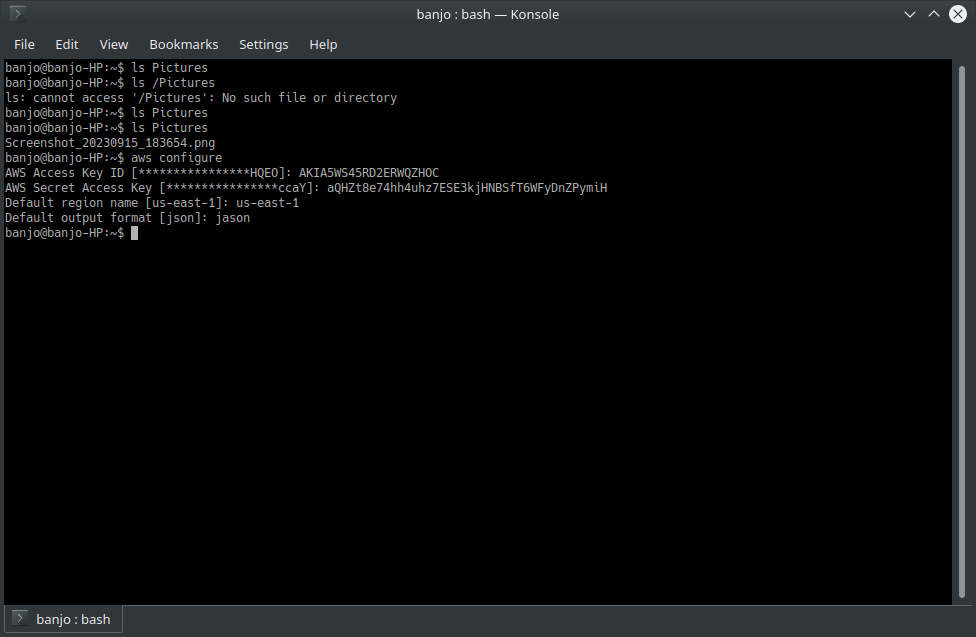 banjo : bash — Konsole
File Edit View Bookmarks Settings Help
banjo@banjo-HP:~$ ls Pictures
banjo@banjo-HP:~$ ls /Pictures
ls: cannot access '/Pictures': No such file or directory
banjo@banjo-HP:~$ ls Pictures
banjo@banjo-HP:~$ ls Pictures
Screenshot_20230915_183654.png
banjo@banjo-HP:~$ aws configure
AWS Access Key ID [****************HQEO]: AKIA5WS45RD2ERWQZHOC
AWS Secret Access Key [****************ccaY]: 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
Default region name [us-east-1]: us-east-1
Default output format [json]: jason
banjo@banjo-HP:~$
banjo : bash